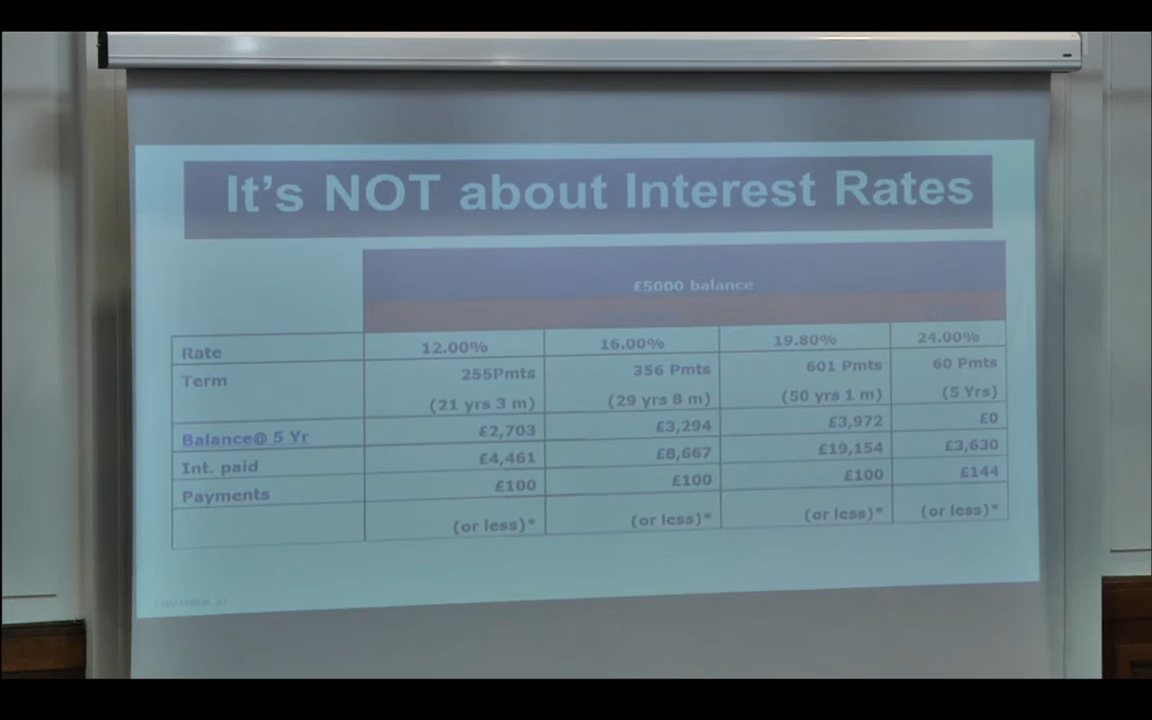 It's NOT about Interest Rates
£5000 balance
Rate 12.00% 16.00% 19.80% 24.00%
Term 255Pmts 356 Pmts 601 Pmts 60 Pmts
(21 yrs 3 m) (29 yrs 8 m) (50 yrs 1 m) (5 Yrs)
Balance@ 5 Yr £2,703 £3,294 £3,972 £0
Int. paid £4,461 £8,667 £19,154 £3,630
Payments £100 £100 £100 £144
(or less)* (or less)* (or less)* (or less)*